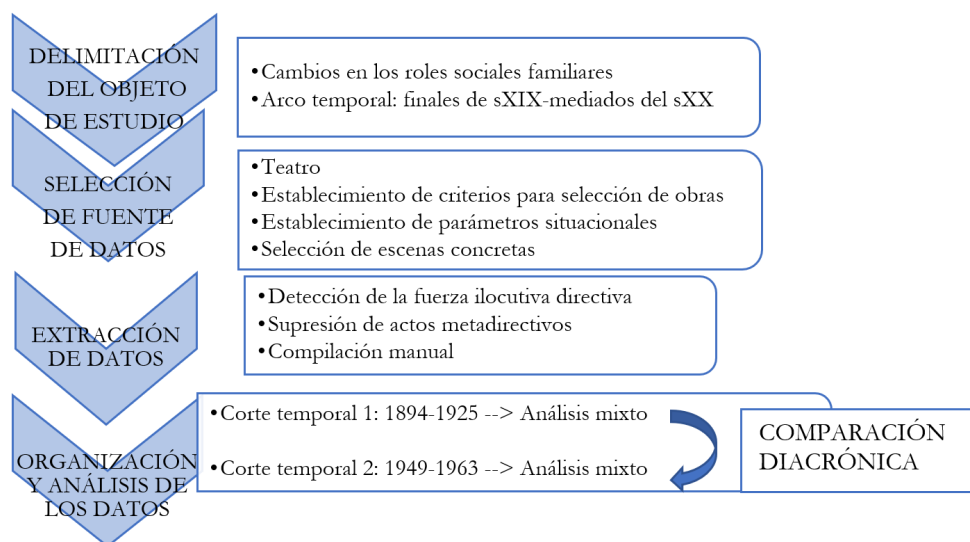 DELIMITACIÓN
DEL OBJETO
DE ESTUDIO
•Cambios en los roles sociales familiares
•Arco temporal: finales de sXIX-mediados del sXX
SELECCIÓN
DE FUENTE
DE DATOS
•Teatro
•Establecimiento de criterios para selección de obras
•Establecimiento de parámetros situacionales
•Selección de escenas concretas
EXTRACCIÓN
DE DATOS
•Detección de la fuerza ilocutiva directiva
•Supresión de actos metadirectivos
•Compilación manual
ORGANIZACIÓN
Y ANÁLISIS DE
LOS DATOS
•Corte temporal 1: 1894-1925 --> Análisis mixto
•Corte temporal 2: 1949-1963 --> Análisis mixto
COMPARACIÓN
DIACRÓNICA